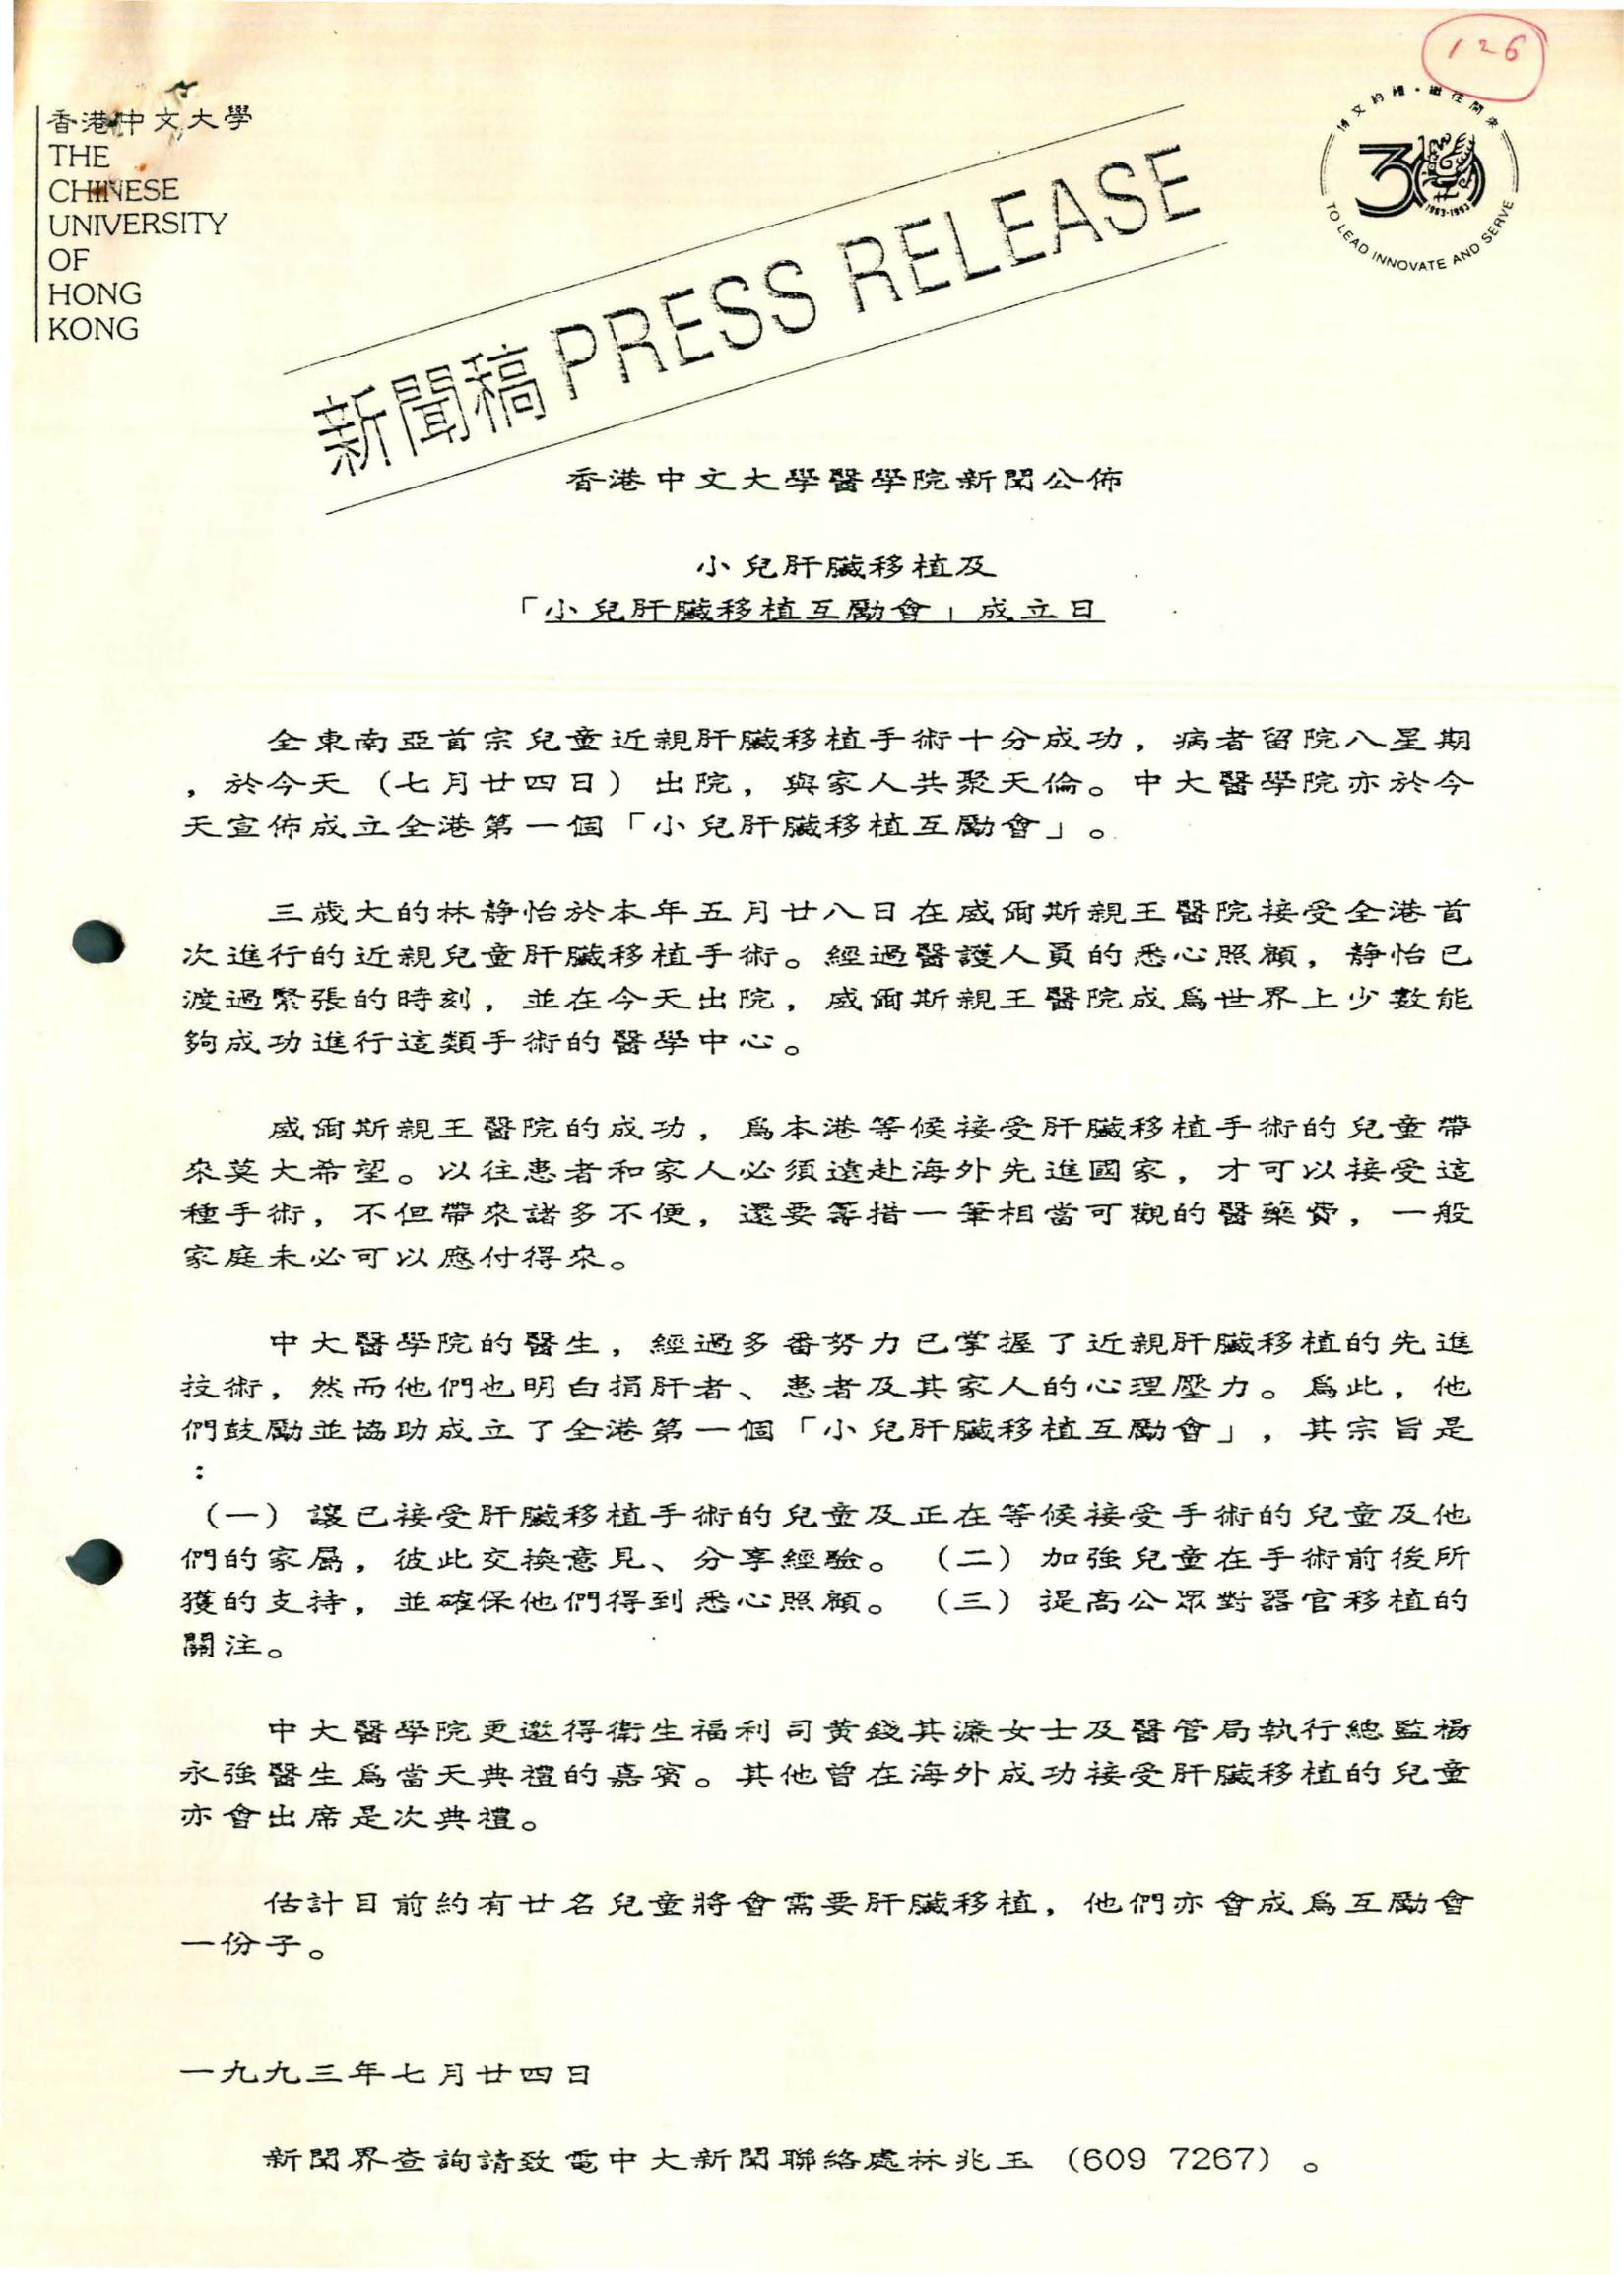 126
香港中文大學
THE
CHINESE
UNIVERSITY
OF
HONG
KONG
博文約禮·繼往開來
30
1963-1993
TO LEAD INNOVATE AND SERVE
新聞稿 PRESS RELEASE
香港中文大學醫學院新聞公佈
小兒肝臟移植及
「小兒肝臟移植互勵會」成立日
全東南亞首宗兒童近親肝臟移植手術十分成功，病者留院八星期
，於今天（七月廿四日）出院，與家人共聚天倫。中大醫學院亦於今
天宣佈成立全港第一個「小兒肝臟移植互勵會」。
三歲大的林靜怡於本年五月廿八日在威爾斯親王醫院接受全港首
次進行的近親兒童肝臟移植手術。經過醫護人員的悉心照顧，靜怡已
渡過緊張的時刻，並在今天出院，威爾斯親王醫院成爲世界上少數能
夠成功進行這類手術的醫學中心。
威爾斯親王醫院的成功，爲本港等候接受肝臟移植手術的兒童帶
來莫大希望。以往患者和家人必須遠赴海外先進國家，才可以接受這
種手術，不但帶來諸多不便，還要籌措一筆相當可觀的醫藥費，一般
家庭未必可以應付得來。
中大醫學院的醫生，經過多番努力已掌握了近親肝臟移植的先進
技術，然而他們也明白捐肝者、患者及其家人的心理壓力。爲此，他
們鼓勵並協助成立了全港第一個「小兒肝臟移植互勵會」，其宗旨是
：
（一）讓已接受肝臟移植手術的兒童及正在等候接受手術的兒童及他
們的家屬，彼此交換意見、分享經驗。（二）加強兒童在手術前後所
獲的支持，並確保他們得到悉心照顧。（三）提高公眾對器官移植的
關注。
中大醫學院更邀得衛生福利司黃錢其濂女士及醫管局執行總監楊
永強醫生爲當天典禮的嘉賓。其他曾在海外成功接受肝臟移植的兒童
亦會出席是次典禮。
估計目前約有廿名兒童將會需要肝臟移植，他們亦會成爲互勵會
一份子。
一九九三年七月廿四日
新聞界查詢請致電中大新聞聯絡處林兆玉（609 7267）。